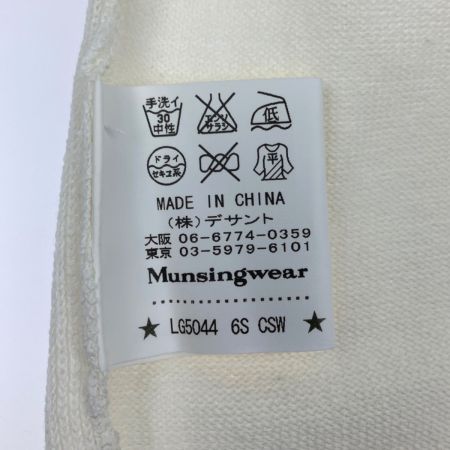 手洗イ 30 中性 エンソ サラシ 低
ドライ セキユ系 平
MADE IN CHINA
(株)デサント
大阪 06-6774-0359
東京 03-5979-6101
Munsingwear
★ LG5044 6S CSW ★